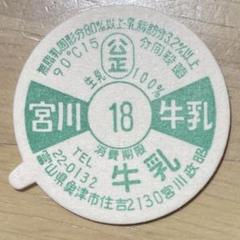 無脂乳固形分8.0%以上・乳脂肪分3.2%以上
90°C15分間殺菌
公正
生乳100%
宮川 18 牛乳
消費期限
牛乳
TEL 22-0132
富山県魚津市住吉2130宮川政昭